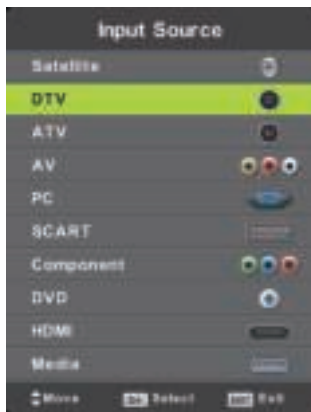 Input Source
Satellite
DTV
ATV
AV
PC
SCART
Component
DVD
HDMI
Media
Move Select Exit